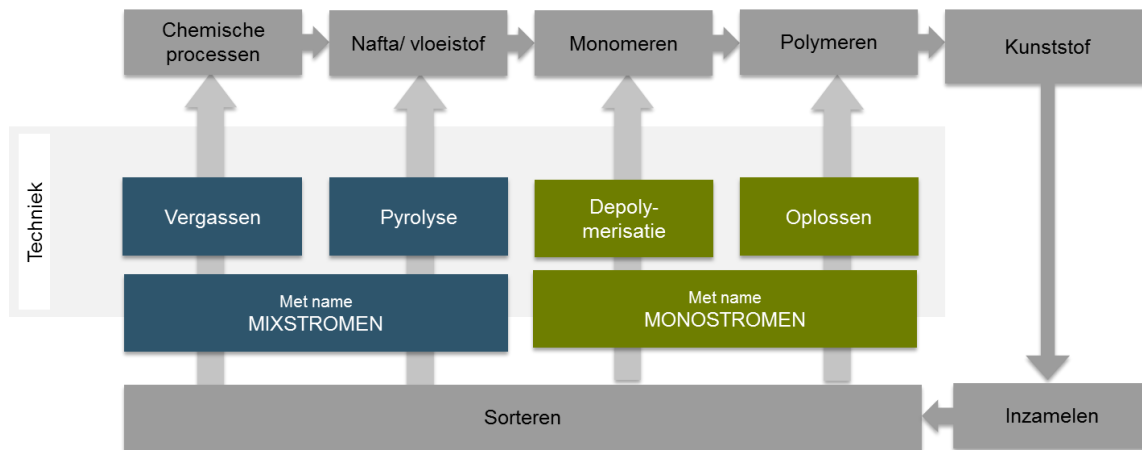 Chemische
processen
Nafta/ vloeistof
Monomeren
Polymeren
Kunststof
Techniek
Vergassen
Pyrolyse
Depoly-
merisatie
Oplossen
Met name
MIXSTROMEN
Met name
MONOSTROMEN
Sorteren
Inzamelen